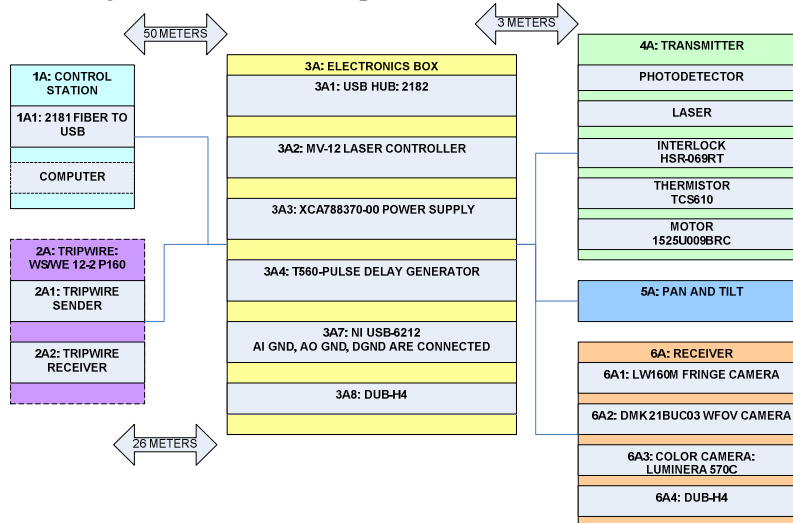 50 METERS
3 METERS
1A: CONTROL
STATION
1A1: 2181 FIBER TO
USB
COMPUTER
2A: TRIPWIRE:
WS/WE 12-2 P160
2A1: TRIPWIRE
SENDER
2A2: TRIPWIRE
RECEIVER
26 METERS
3A: ELECTRONICS BOX
3A1: USB HUB: 2182
3A2: MV-12 LASER CONTROLLER
3A3: XCA788370-00 POWER SUPPLY
3A4: T560-PULSE DELAY GENERATOR
3A7: NI USB-6212
AI GND, AO GND, DGND ARE CONNECTED
3A8: DUB-H4
4A: TRANSMITTER
PHOTODETECTOR
LASER
INTERLOCK
HSR-069RT
THERMISTOR
TCS610
MOTOR
1525U009BRC
5A: PAN AND TILT
6A: RECEIVER
6A1: LW160M FRINGE CAMERA
6A2: DMK 21BUC03 WFOV CAMERA
6A3: COLOR CAMERA:
LUMINERA 570C
6A4: DUB-H4